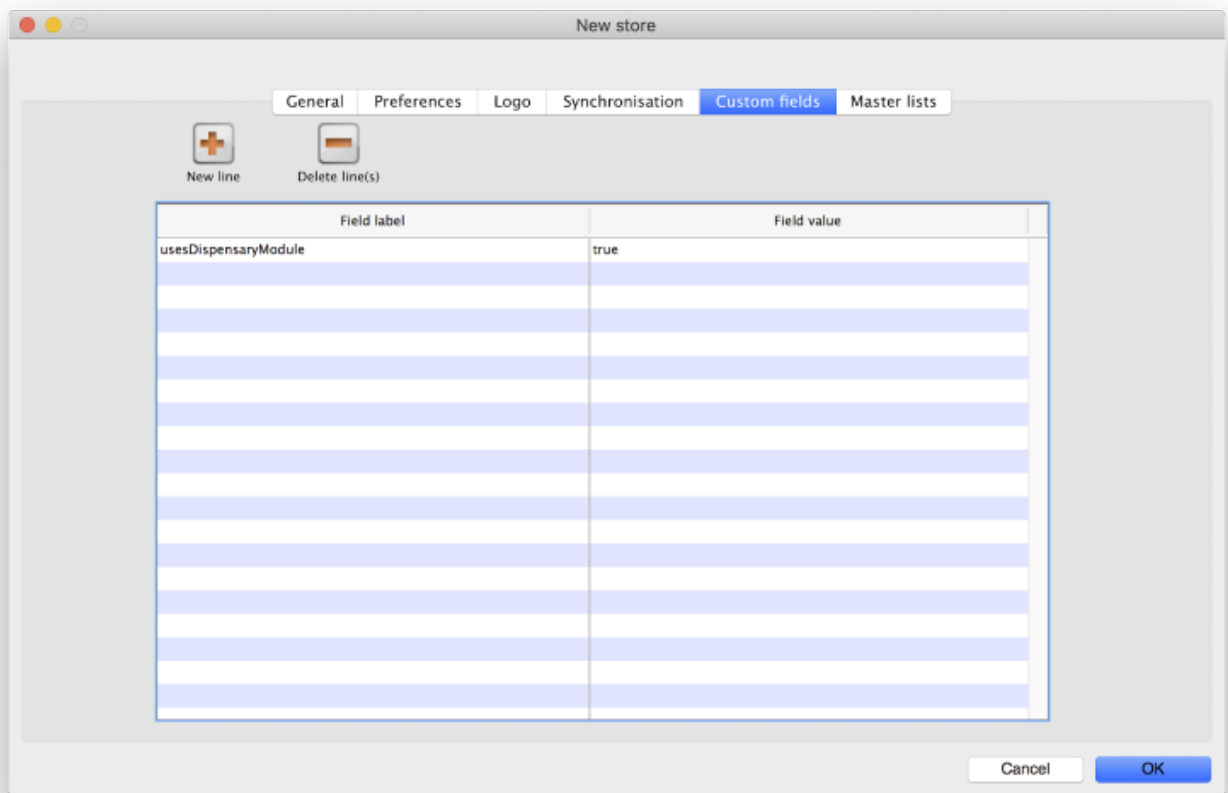 New store
General Preferences Logo Synchronisation Custom fields Master lists
New line Delete line(s)
Field label Field value
usesDispensaryModule true
Cancel OK